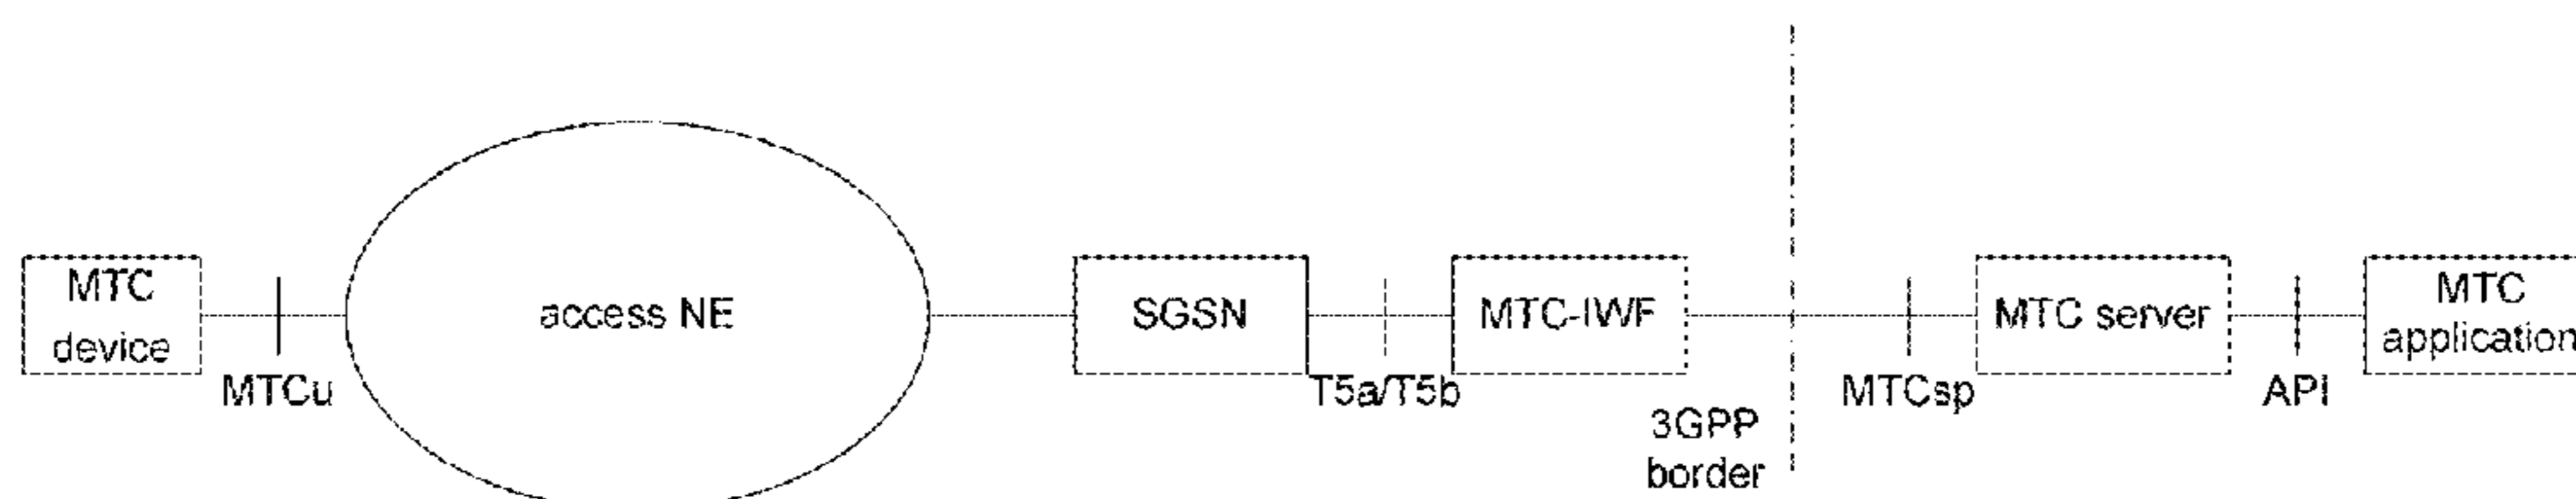 MTC
device
MTCu
access NE
SGSN
T5a/T5b
MTC-IWF
3GPP
border
MTCsp
MTC server
API
MTC
application